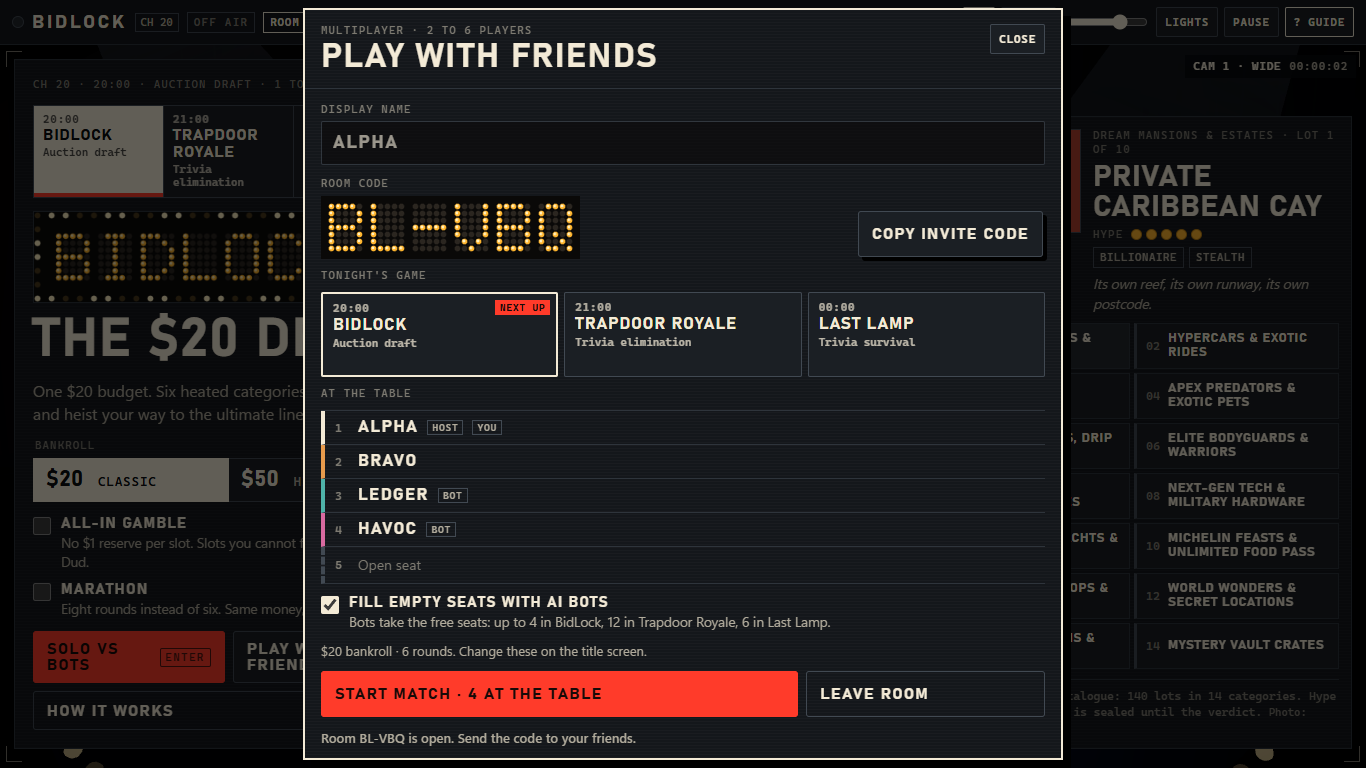 BIDLOCK CH 20 OFF AIR ROOM
LIGHTS PAUSE ? GUIDE
CAM 1 · WIDE 00:00:02
CH 20 · 20:00 · AUCTION DRAFT · 1 TO
20:00
BIDLOCK
Auction draft
21:00
TRAPDOOR
ROYALE
Trivia
elimination
BIDLOC
THE $20 D
One $20 budget. Six heated categories
and heist your way to the ultimate line
BANKROLL
$20 CLASSIC
$50 H
ALL-IN GAMBLE
No $1 reserve per slot. Slots you cannot f
Dud.
MARATHON
Eight rounds instead of six. Same money
SOLO VS
BOTS
ENTER
PLAY W
FRIEN
HOW IT WORKS
MULTIPLAYER · 2 TO 6 PLAYERS
PLAY WITH FRIENDS
CLOSE
DISPLAY NAME
ALPHA
ROOM CODE
BL-VBQ
COPY INVITE CODE
TONIGHT'S GAME
20:00
NEXT UP
BIDLOCK
Auction draft
21:00
TRAPDOOR ROYALE
Trivia elimination
00:00
LAST LAMP
Trivia survival
AT THE TABLE
1 ALPHA HOST YOU
2 BRAVO
3 LEDGER BOT
4 HAVOC BOT
5 Open seat
FILL EMPTY SEATS WITH AI BOTS
Bots take the free seats: up to 4 in BidLock, 12 in Trapdoor Royale, 6 in Last Lamp.
$20 bankroll · 6 rounds. Change these on the title screen.
START MATCH · 4 AT THE TABLE
LEAVE ROOM
Room BL-VBQ is open. Send the code to your friends.
DREAM MANSIONS & ESTATES · LOT 1
OF 10
PRIVATE
CARIBBEAN CAY
HYPE
BILLIONAIRE STEALTH
Its own reef, its own runway, its own
postcode.
S &
02 HYPERCARS & EXOTIC
RIDES
04 APEX PREDATORS &
EXOTIC PETS
, DRIP
06 ELITE BODYGUARDS &
WARRIORS
S
08 NEXT-GEN TECH &
MILITARY HARDWARE
CHTS &
10 MICHELIN FEASTS &
UNLIMITED FOOD PASS
OPS &
12 WORLD WONDERS &
SECRET LOCATIONS
S &
14 MYSTERY VAULT CRATES
atalogue: 140 lots in 14 categories. Hype
is sealed until the verdict. Photo: